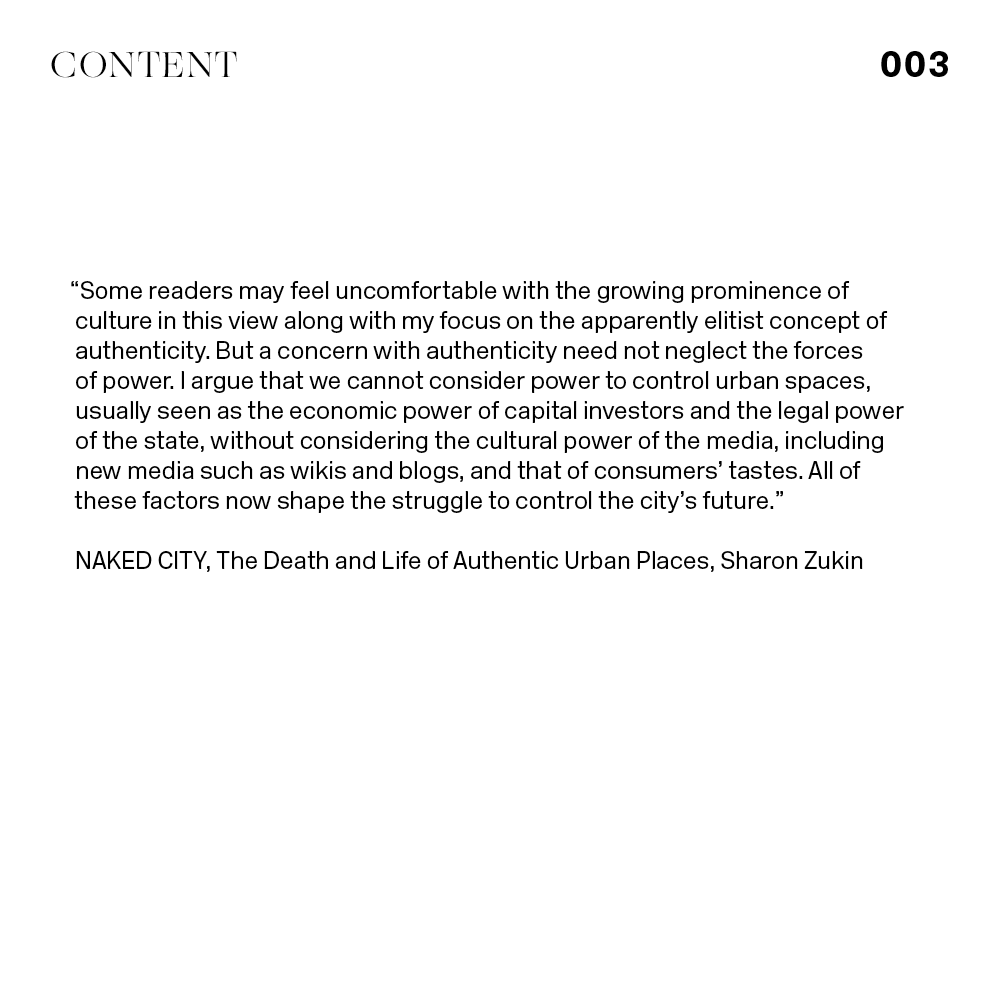 CONTENT
003
“Some readers may feel uncomfortable with the growing prominence of
culture in this view along with my focus on the apparently elitist concept of
authenticity. But a concern with authenticity need not neglect the forces
of power. I argue that we cannot consider power to control urban spaces,
usually seen as the economic power of capital investors and the legal power
of the state, without considering the cultural power of the media, including
new media such as wikis and blogs, and that of consumers’ tastes. All of
these factors now shape the struggle to control the city’s future.”
NAKED CITY, The Death and Life of Authentic Urban Places, Sharon Zukin